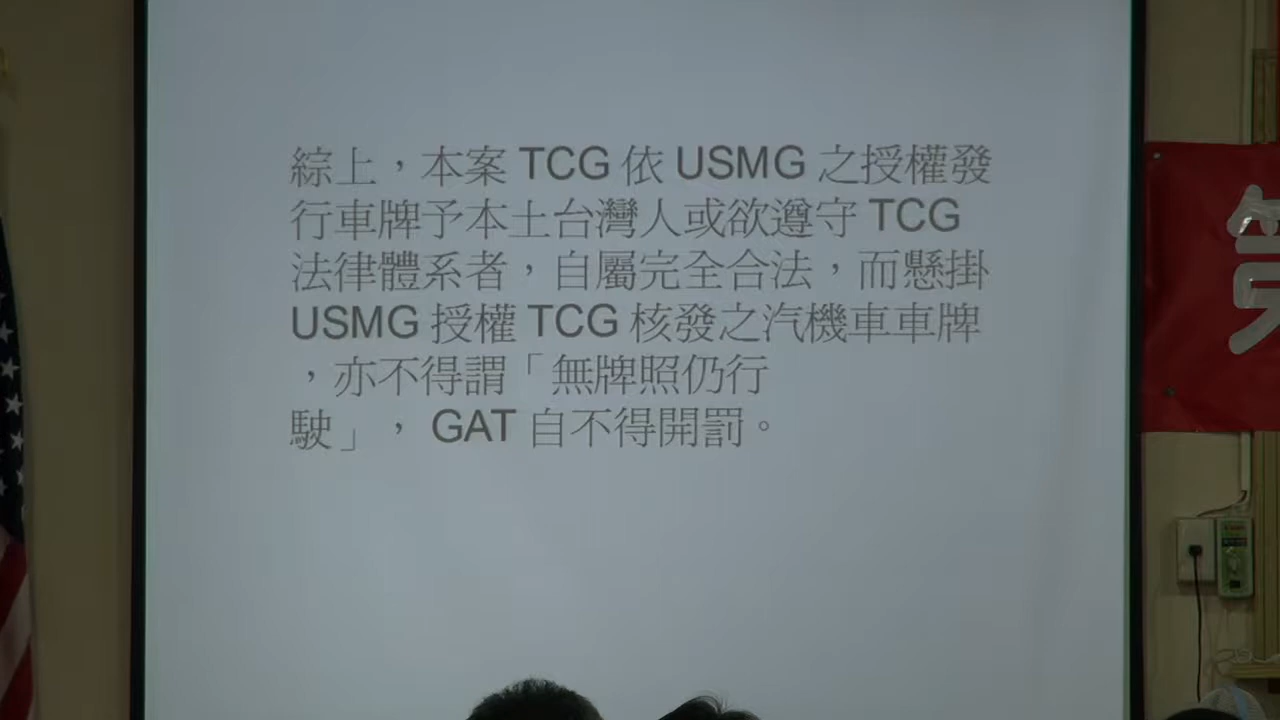 綜上，本案 TCG 依 USMG 之授權發
行車牌予本土台灣人或欲遵守 TCG
法律體系者，自屬完全合法，而懸掛
USMG 授權 TCG 核發之汽機車車牌
，亦不得謂「無牌照仍行
駛」， GAT 自不得開罰。